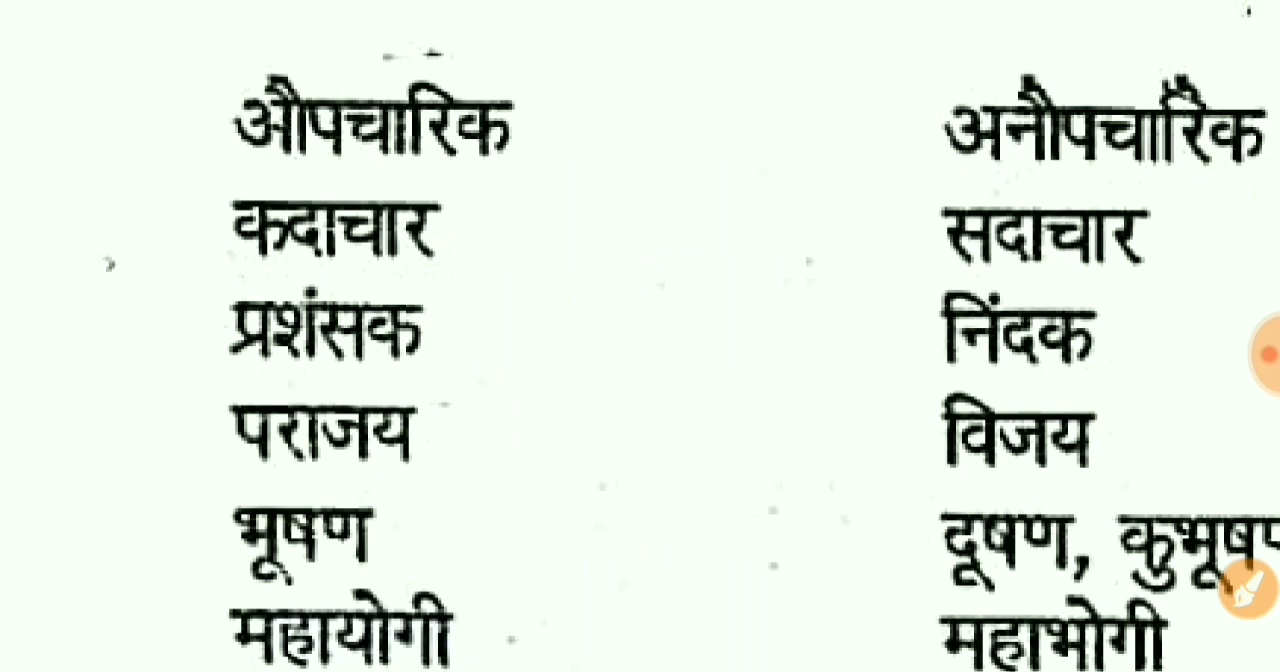 औपचारिक अनौपचारिक
कदाचार सदाचार
प्रशंसक निंदक
पराजय विजय
भूषण दूषण,
महायोगी महाभोगी